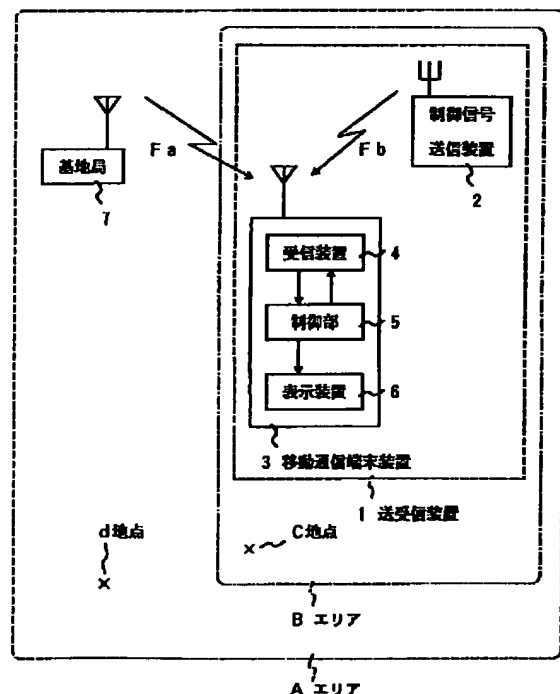 制御信号
送信装置
2
Fa
Fb
基地局
7
受信装置
4
制御部
5
表示装置
6
3 移動通信端末装置
1 送受信装置
d地点
C地点
B エリア
A エリア